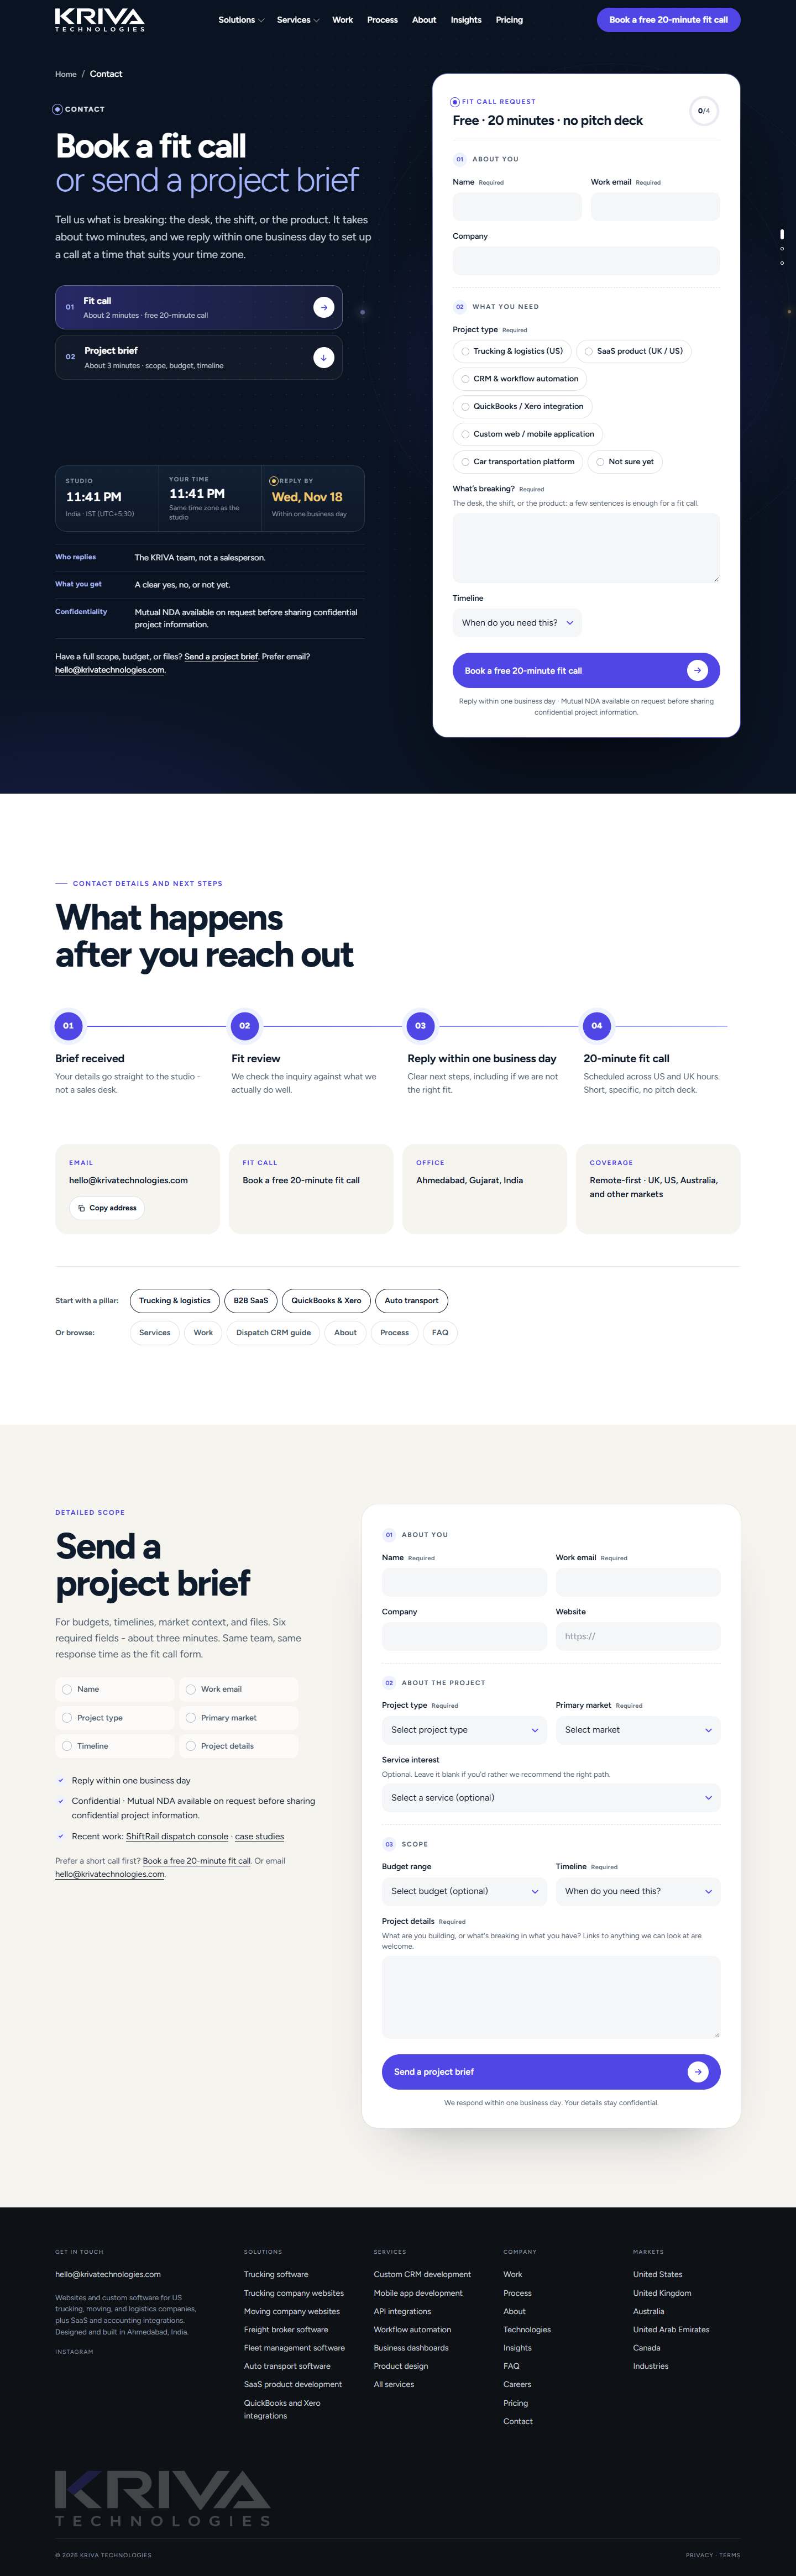 KRIVA
TECHNOLOGIES
Solutions Services Work Process About Insights Pricing
Book a free 20-minute fit call
Home / Contact
CONTACT
Book a fit call
or send a project brief
Tell us what is breaking: the desk, the shift, or the product. It takes
about two minutes, and we reply within one business day to set up
a call at a time that suits your time zone.
01 Fit call
About 2 minutes · free 20-minute call
02 Project brief
About 3 minutes · scope, budget, timeline
STUDIO
11:41 PM
India · IST (UTC+5:30)
YOUR TIME
11:41 PM
Same time zone as the
studio
REPLY BY
Wed, Nov 18
Within one business day
Who replies The KRIVA team, not a salesperson.
What you get A clear yes, no, or not yet.
Confidentiality Mutual NDA available on request before sharing confidential
project information.
Have a full scope, budget, or files? Send a project brief. Prefer email?
hello@krivatechnologies.com.
FIT CALL REQUEST
Free · 20 minutes · no pitch deck
0/4
01 ABOUT YOU
Name Required
Work email Required
Company
02 WHAT YOU NEED
Project type Required
Trucking & logistics (US)
SaaS product (UK / US)
CRM & workflow automation
QuickBooks / Xero integration
Custom web / mobile application
Car transportation platform
Not sure yet
What's breaking? Required
The desk, the shift, or the product: a few sentences is enough for a fit call.
Timeline
When do you need this?
Book a free 20-minute fit call
Reply within one business day · Mutual NDA available on request before sharing
confidential project information.
CONTACT DETAILS AND NEXT STEPS
What happens
after you reach out
01
Brief received
Your details go straight to the studio -
not a sales desk.
02
Fit review
We check the inquiry against what we
actually do well.
03
Reply within one business day
Clear next steps, including if we are not
the right fit.
04
20-minute fit call
Scheduled across US and UK hours.
Short, specific, no pitch deck.
EMAIL
hello@krivatechnologies.com
Copy address
FIT CALL
Book a free 20-minute fit call
OFFICE
Ahmedabad, Gujarat, India
COVERAGE
Remote-first · UK, US, Australia,
and other markets
Start with a pillar: Trucking & logistics B2B SaaS QuickBooks & Xero Auto transport
Or browse: Services Work Dispatch CRM guide About Process FAQ
DETAILED SCOPE
Send a
project brief
For budgets, timelines, market context, and files. Six
required fields - about three minutes. Same team, same
response time as the fit call form.
Name
Work email
Project type
Primary market
Timeline
Project details
Reply within one business day
Confidential · Mutual NDA available on request before sharing
confidential project information.
Recent work: ShiftRail dispatch console · case studies
Prefer a short call first? Book a free 20-minute fit call. Or email
hello@krivatechnologies.com.
01 ABOUT YOU
Name Required
Work email Required
Company
Website
https://
02 ABOUT THE PROJECT
Project type Required
Select project type
Primary market Required
Select market
Service interest
Optional. Leave it blank if you'd rather we recommend the right path.
Select a service (optional)
03 SCOPE
Budget range
Select budget (optional)
Timeline Required
When do you need this?
Project details Required
What are you building, or what's breaking in what you have? Links to anything we can look at are
welcome.
Send a project brief
We respond within one business day. Your details stay confidential.
GET IN TOUCH
hello@krivatechnologies.com
Websites and custom software for US
trucking, moving, and logistics companies,
plus SaaS and accounting integrations.
Designed and built in Ahmedabad, India.
INSTAGRAM
SOLUTIONS
Trucking software
Trucking company websites
Moving company websites
Freight broker software
Fleet management software
Auto transport software
SaaS product development
QuickBooks and Xero
integrations
SERVICES
Custom CRM development
Mobile app development
API integrations
Workflow automation
Business dashboards
Product design
All services
COMPANY
Work
Process
About
Technologies
Insights
FAQ
Careers
Pricing
Contact
MARKETS
United States
United Kingdom
Australia
United Arab Emirates
Canada
Industries
KRIVA
TECHNOLOGIES
© 2026 KRIVA TECHNOLOGIES
PRIVACY · TERMS